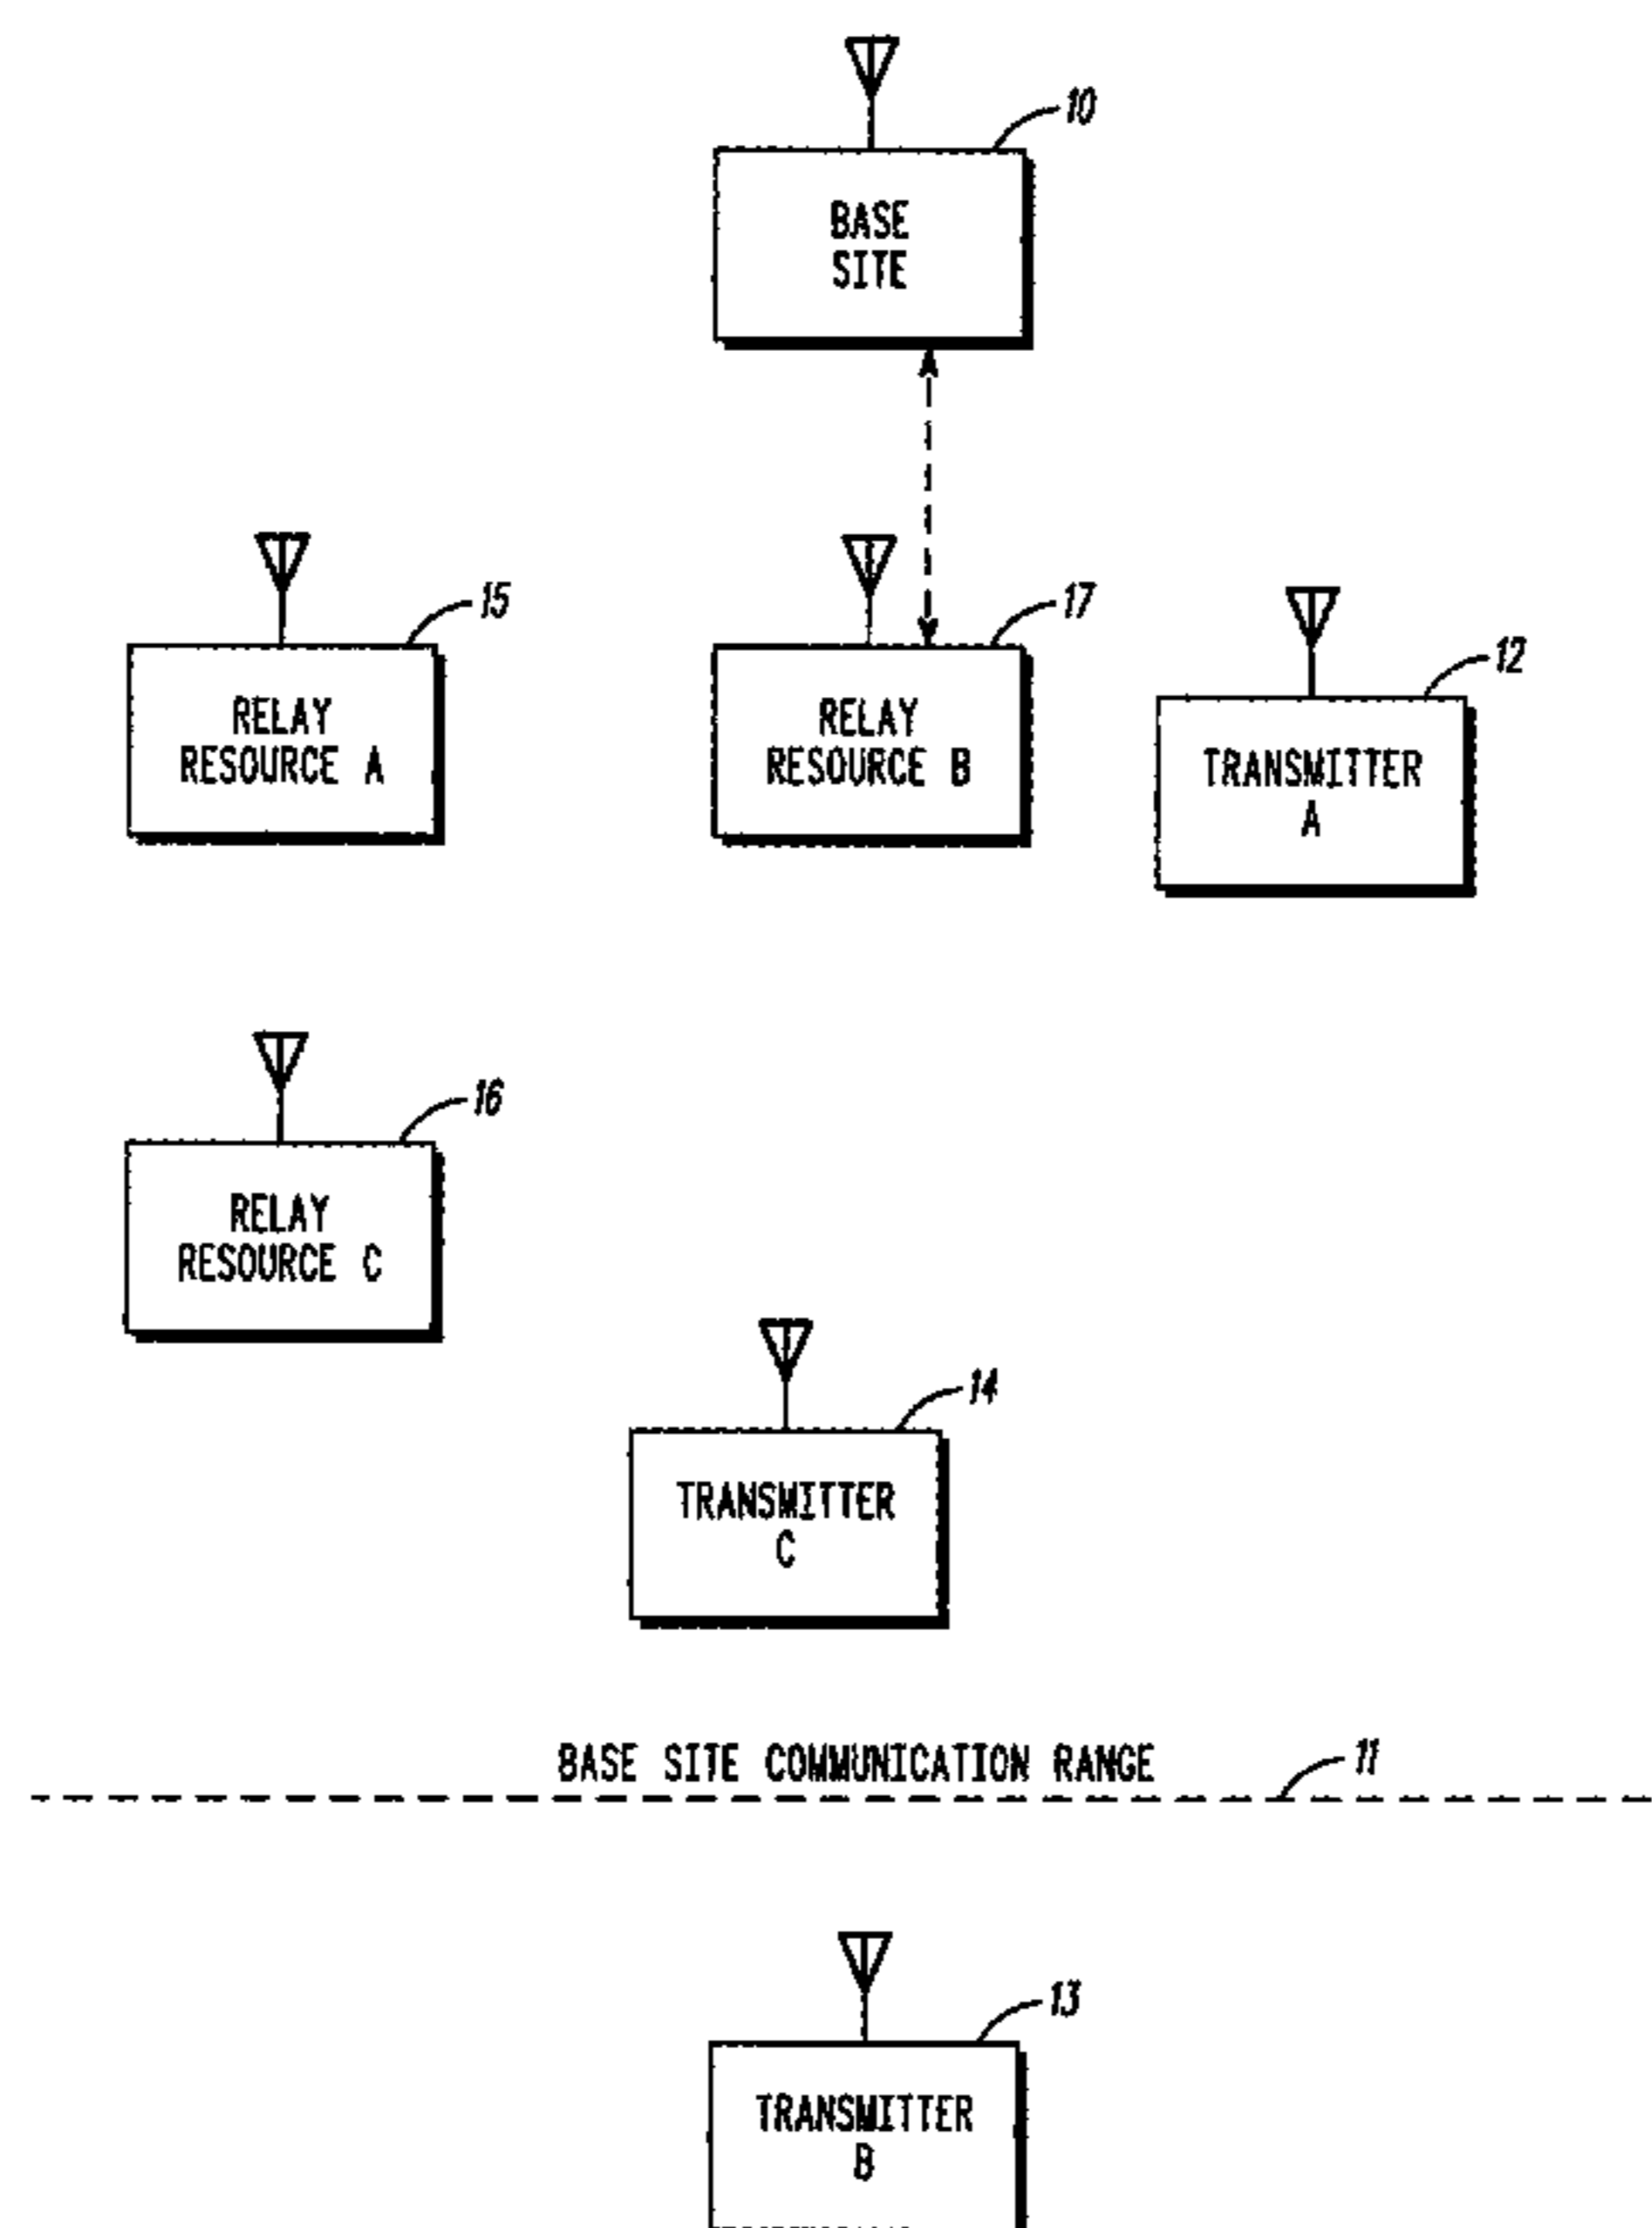 10
BASE
SITE
15
17
12
RELAY
RESOURCE A
RELAY
RESOURCE B
TRANSMITTER
A
16
RELAY
RESOURCE C
14
TRANSMITTER
C
BASE SITE COMMUNICATION RANGE
11
13
TRANSMITTER
B